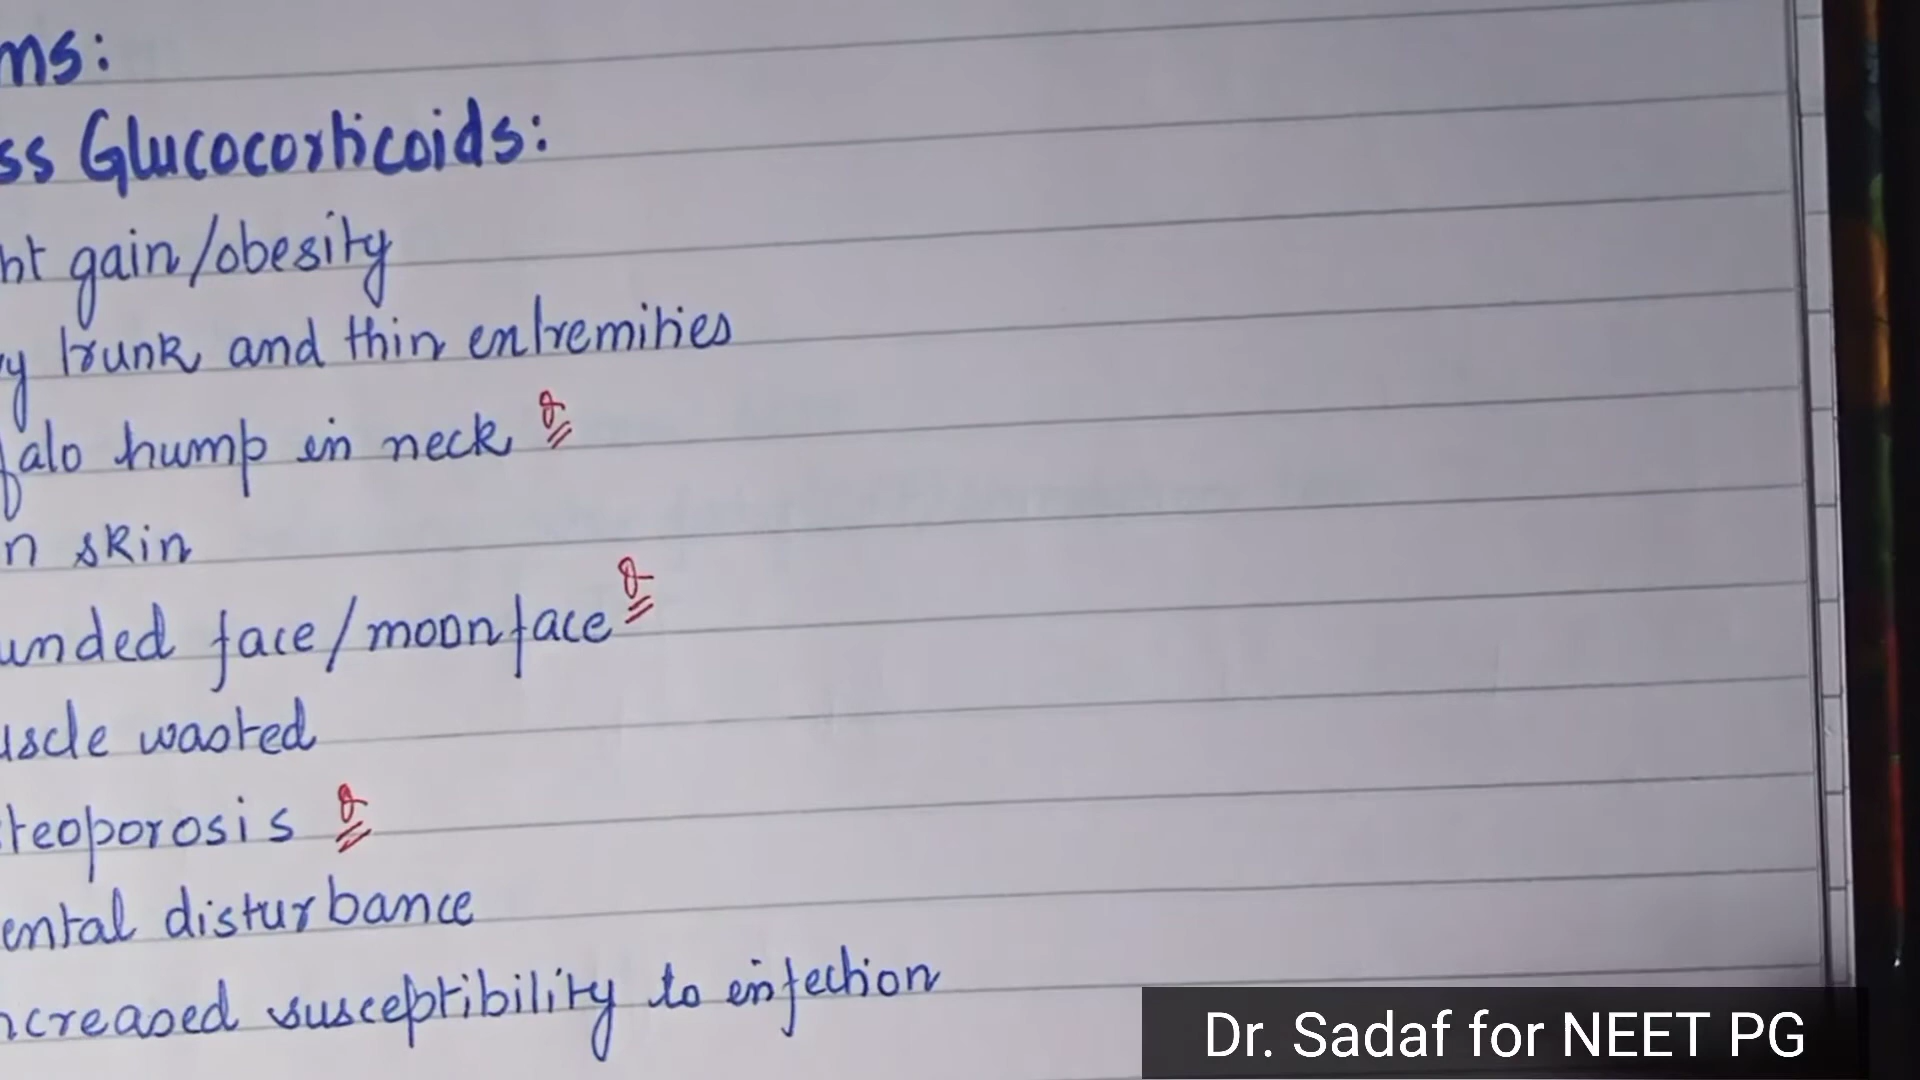 ms:
ss Glucocorticoids:
ht gain/obesity
y trunk and thin extremities
falo hump in neck
n skin
unded face/moonface
uscle wasted
teoporosis
ental disturbance
ncreased susceptibility to infection
Dr. Sadaf for NEET PG